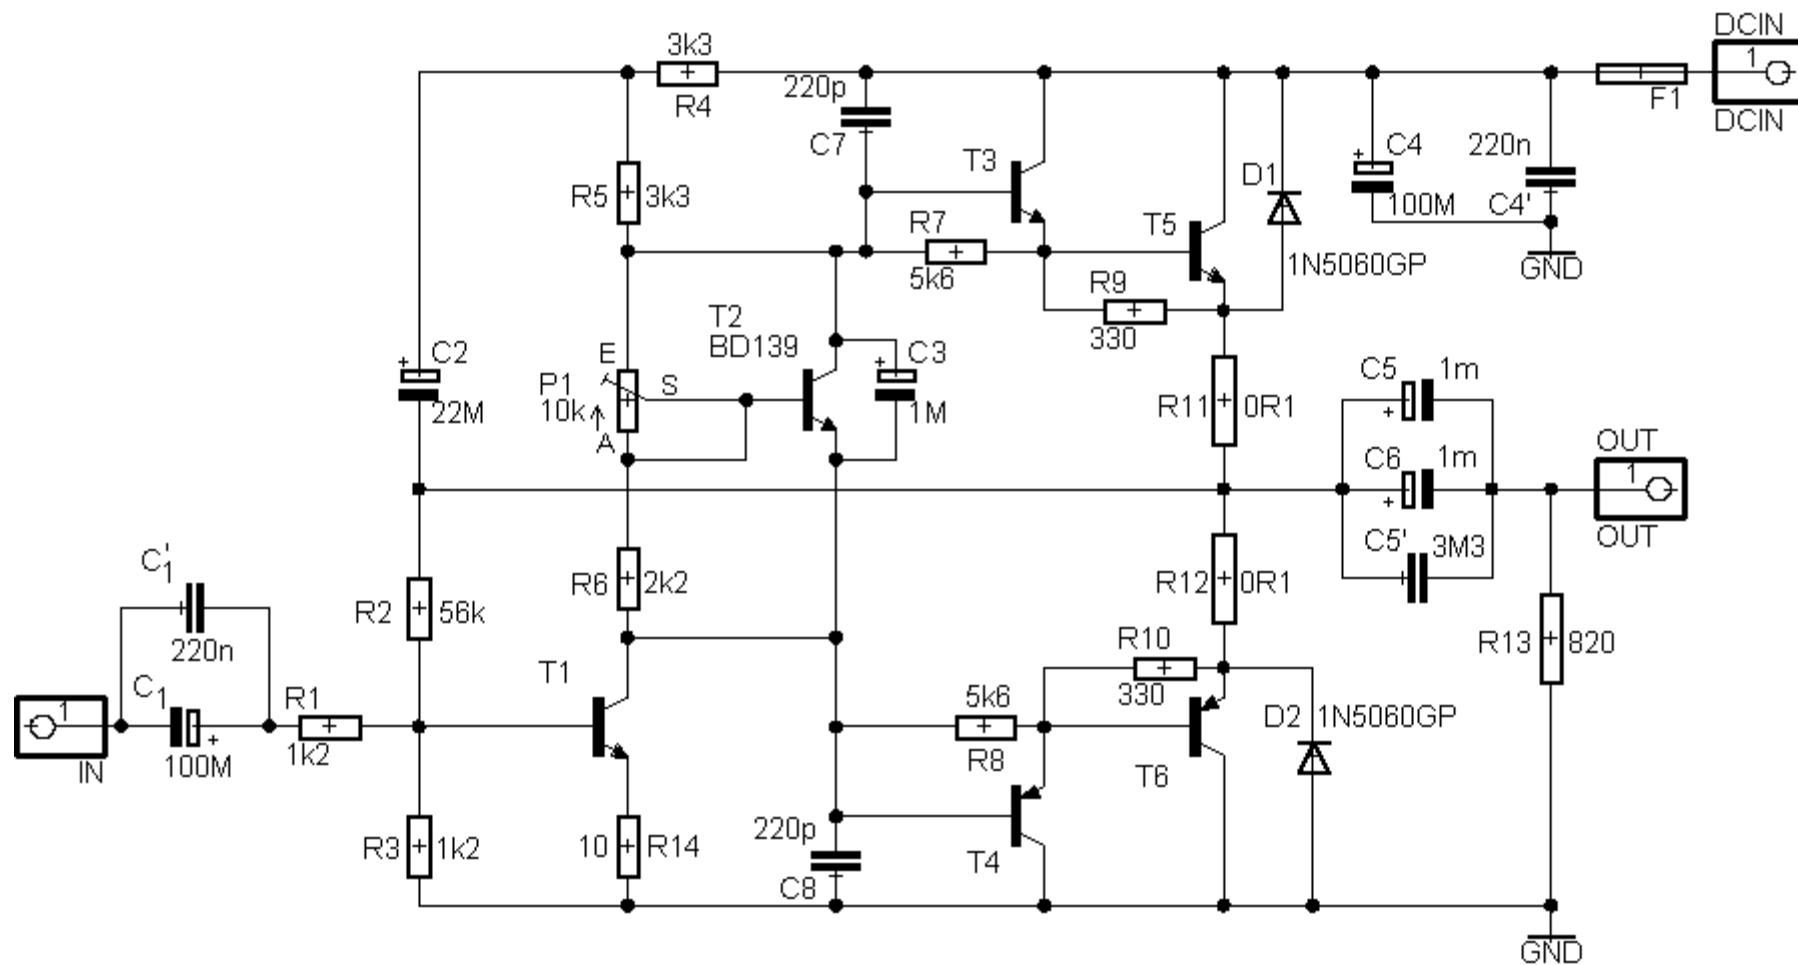 DCIN
1
DCIN
F1
3k3
R4
220p
C7
T3
R5
3k3
R7
5k6
T5
D1
1N5060GP
+
C4
100M
220n
C4'
GND
R9
330
T2
BD139
+
C2
22M
E
P1
S
10k
A
+
C3
1M
R11
0R1
C5
1m
+
C6
1m
+
C5'
3M3
OUT
1
OUT
R6
2k2
R12
0R1
C1'
220n
R2
56k
R13
820
R10
330
T1
C1
+
100M
R1
1k2
1
IN
5k6
R8
T6
D2
1N5060GP
R3
1k2
10
R14
220p
C8
T4
GND